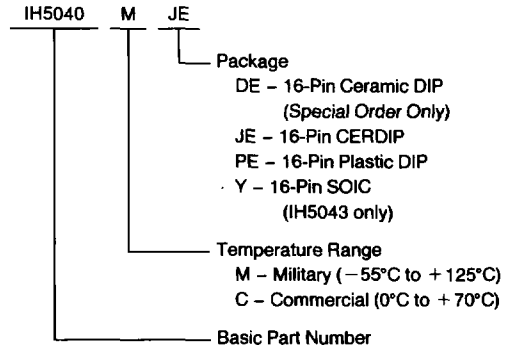 IH5040 M JE
Package
DE – 16-Pin Ceramic DIP
(Special Order Only)
JE – 16-Pin CERDIP
PE – 16-Pin Plastic DIP
Y – 16-Pin SOIC
(IH5043 only)
Temperature Range
M – Military (−55°C to +125°C)
C – Commercial (0°C to +70°C)
Basic Part Number